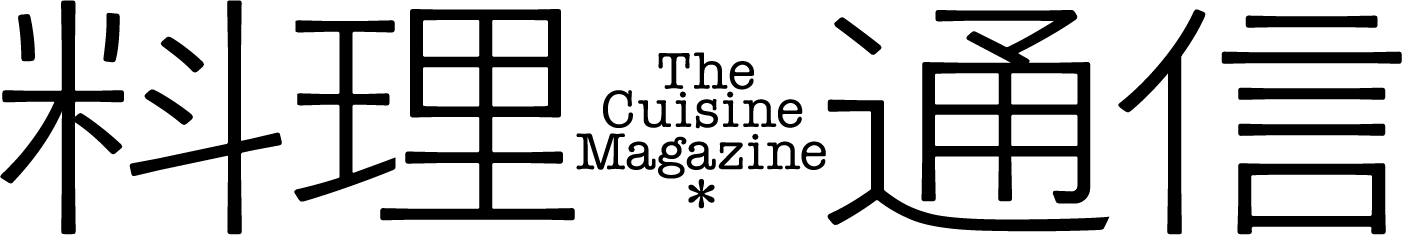 料理
The
Cuisine
Magazine
*
通信